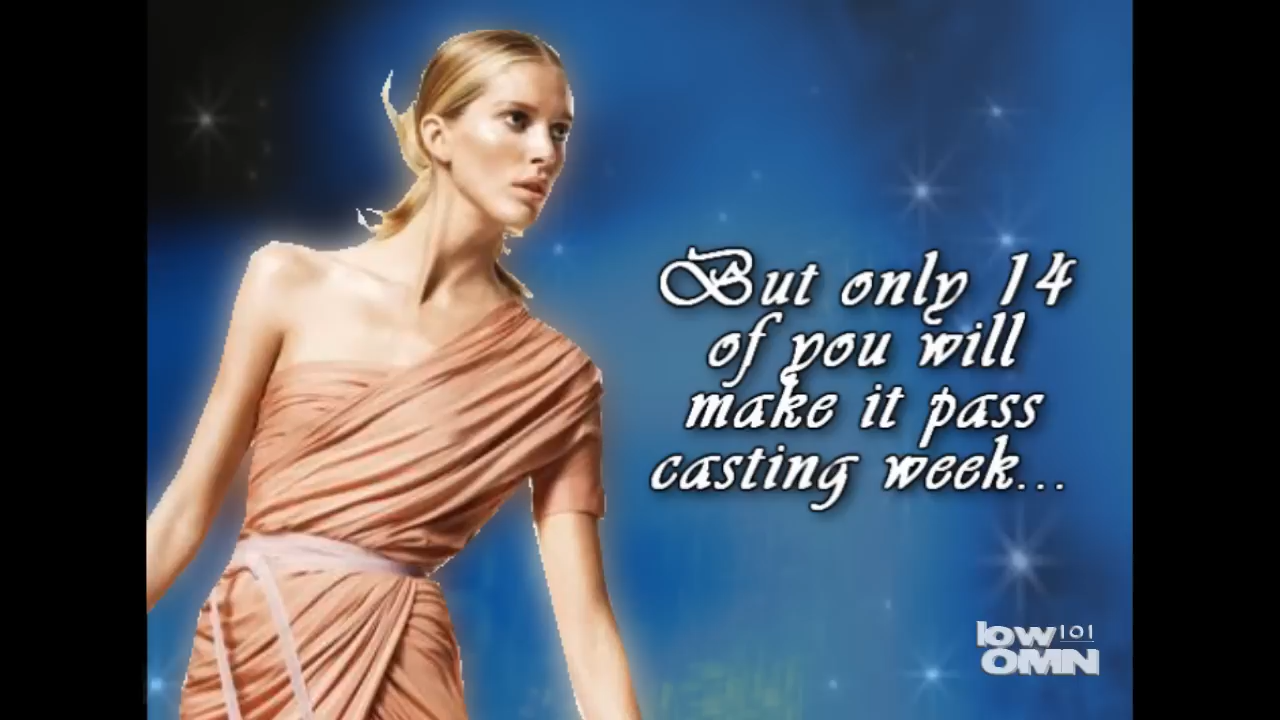 But only 14
of you will
make it pass
casting week...
low 101
OMN